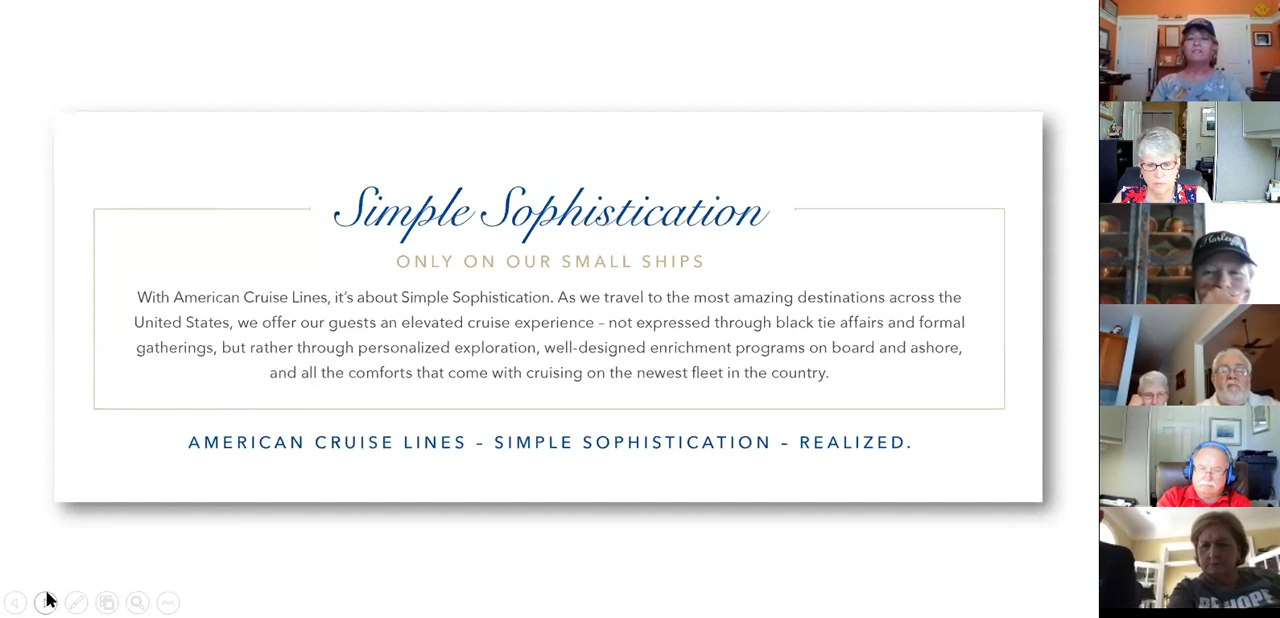 Simple Sophistication
ONLY ON OUR SMALL SHIPS
With American Cruise Lines, it's about Simple Sophistication. As we travel to the most amazing destinations across the
United States, we offer our guests an elevated cruise experience – not expressed through black tie affairs and formal
gatherings, but rather through personalized exploration, well-designed enrichment programs on board and ashore,
and all the comforts that come with cruising on the newest fleet in the country.
AMERICAN CRUISE LINES – SIMPLE SOPHISTICATION – REALIZED.
Harley
HOPE